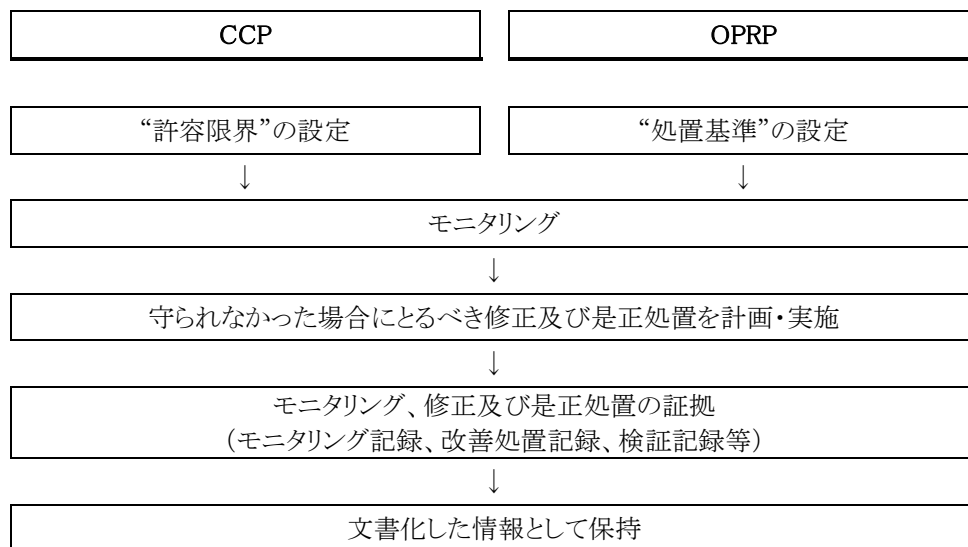 CCP
OPRP
“許容限界”の設定
“処置基準”の設定
↓
↓
モニタリング
↓
守られなかった場合にとるべき修正及び是正処置を計画・実施
↓
モニタリング、修正及び是正処置の証拠
（モニタリング記録、改善処置記録、検証記録等）
↓
文書化した情報として保持